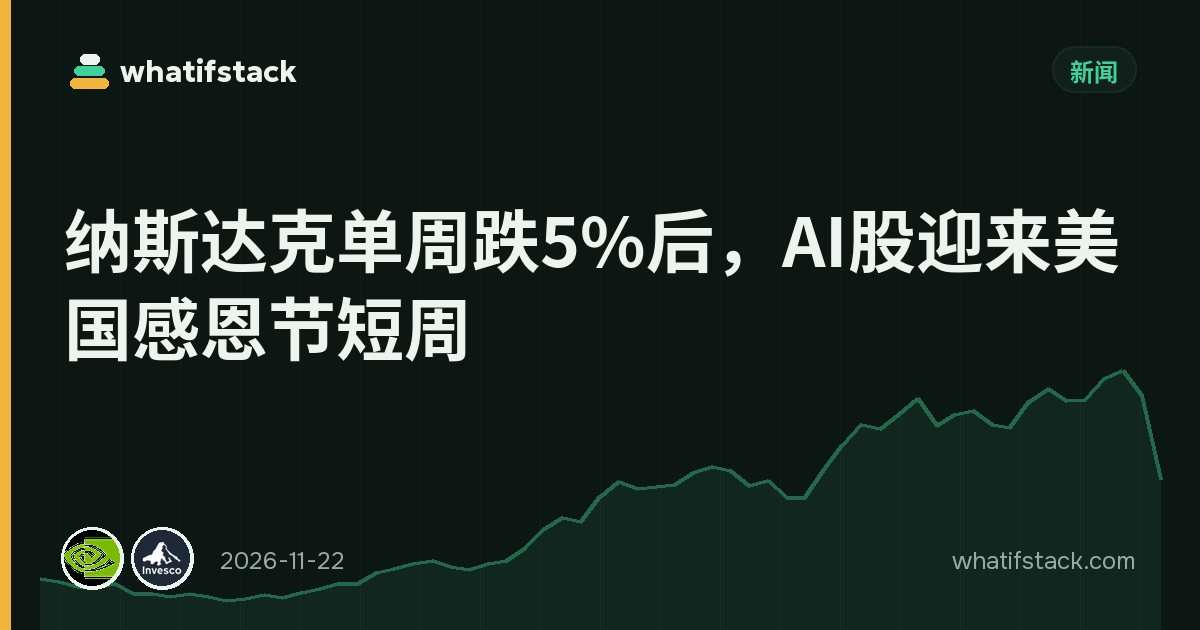 whatifstack
新闻
纳斯达克单周跌5%后，AI股迎来美
国感恩节短周
Invesco
2026-11-22
whatifstack.com